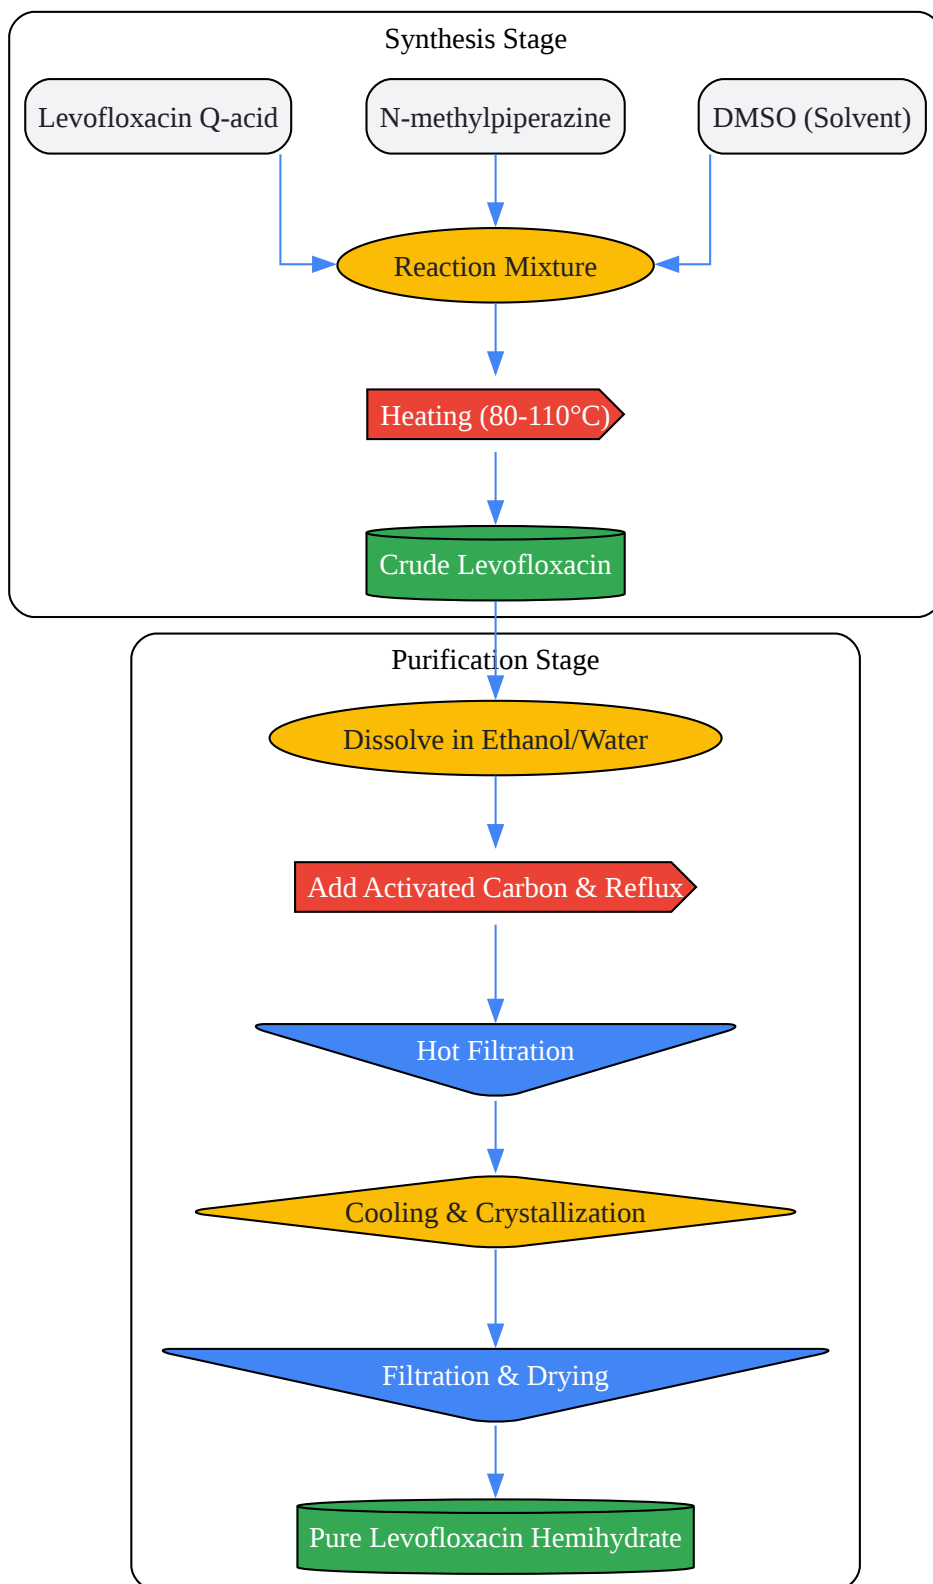 Synthesis Stage
Levofloxacin Q-acid
N-methylpiperazine
DMSO (Solvent)
Reaction Mixture
Heating (80-110°C)
Crude Levofloxacin
Purification Stage
Dissolve in Ethanol/Water
Add Activated Carbon & Reflux
Hot Filtration
Cooling & Crystallization
Filtration & Drying
Pure Levofloxacin Hemihydrate